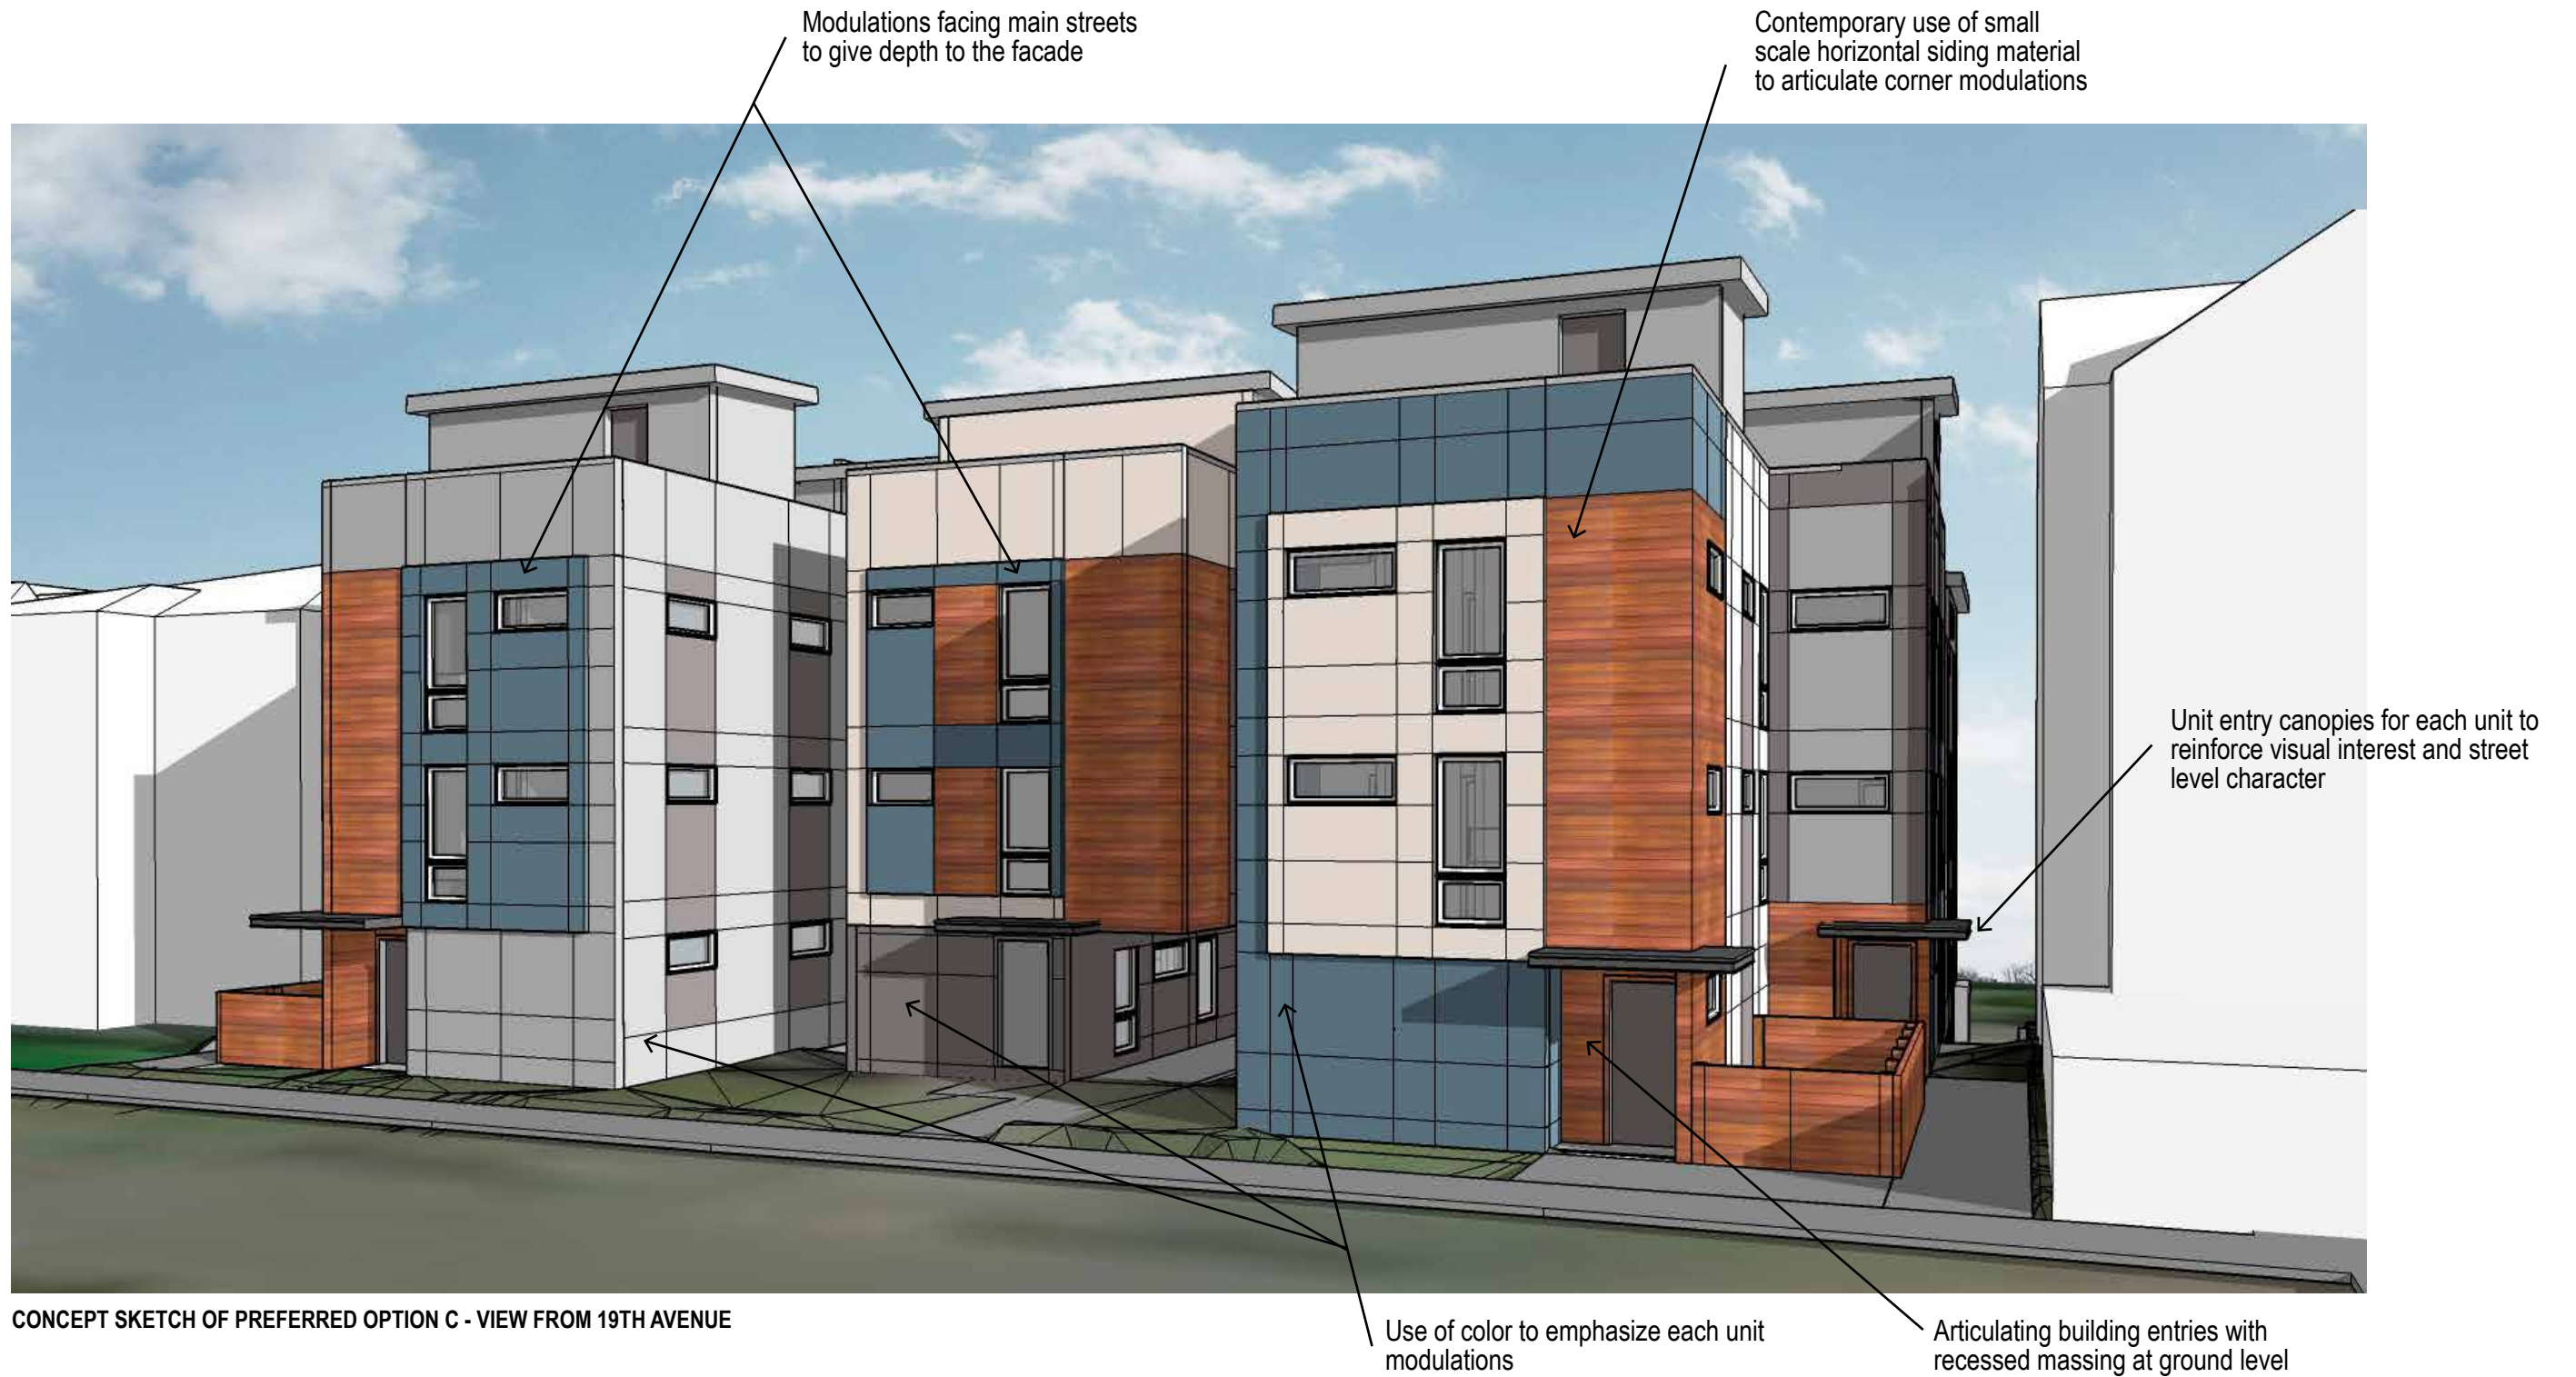 Modulations facing main streets
to give depth to the facade
Contemporary use of small
scale horizontal siding material
to articulate corner modulations
Unit entry canopies for each unit to
reinforce visual interest and street
level character
CONCEPT SKETCH OF PREFERRED OPTION C - VIEW FROM 19TH AVENUE
Use of color to emphasize each unit
modulations
Articulating building entries with
recessed massing at ground level